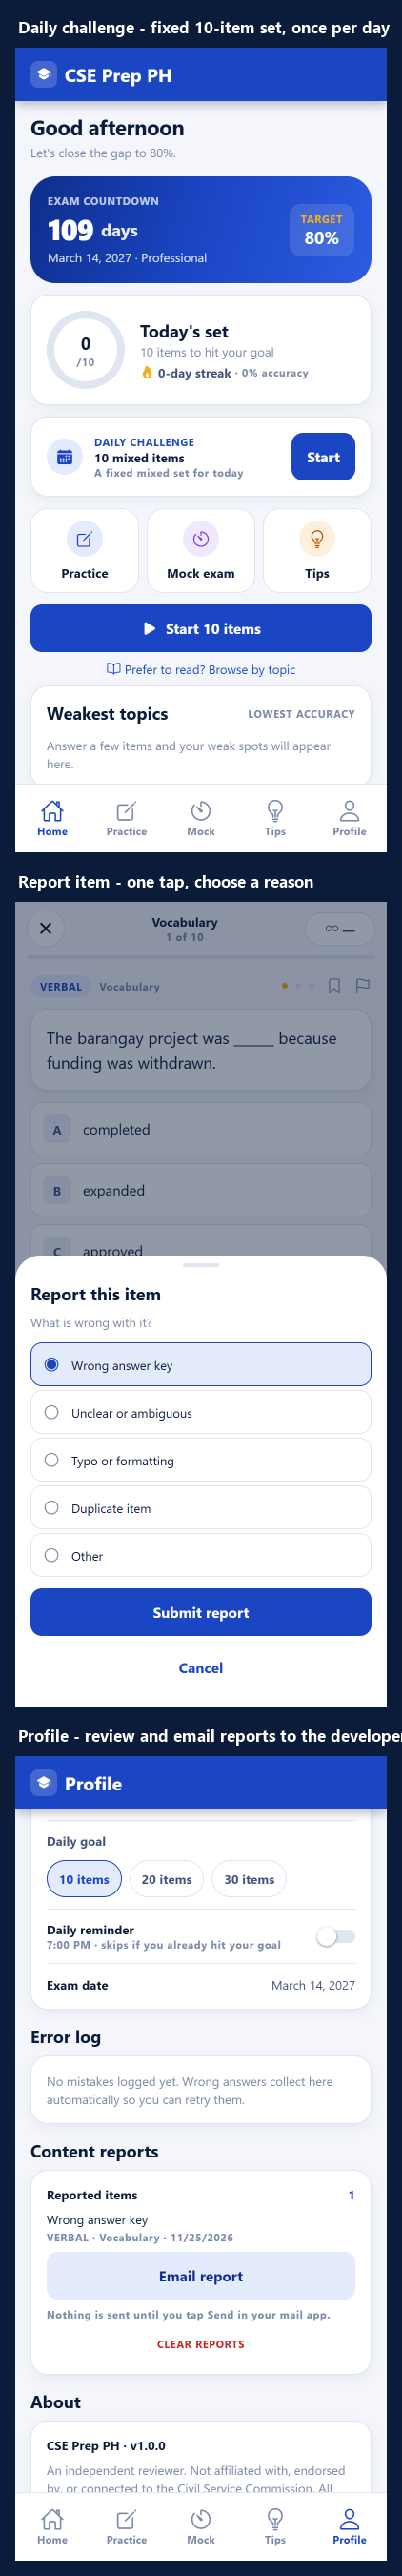 Daily challenge - fixed 10-item set, once per day
CSE Prep PH
Good afternoon
Let's close the gap to 80%.
EXAM COUNTDOWN
109 days
March 14, 2027 · Professional
TARGET
80%
0
/10
Today's set
10 items to hit your goal
0-day streak · 0% accuracy
DAILY CHALLENGE
10 mixed items
A fixed mixed set for today
Start
Practice
Mock exam
Tips
Start 10 items
Prefer to read? Browse by topic
Weakest topics
LOWEST ACCURACY
Answer a few items and your weak spots will appear
here.
Home
Practice
Mock
Tips
Profile
Report item - one tap, choose a reason
Vocabulary
1 of 10
∞ —
VERBAL
Vocabulary
The barangay project was _____ because
funding was withdrawn.
A
completed
B
expanded
C
approved
Report this item
What is wrong with it?
Wrong answer key
Unclear or ambiguous
Typo or formatting
Duplicate item
Other
Submit report
Cancel
Profile - review and email reports to the developer
Profile
Daily goal
10 items
20 items
30 items
Daily reminder
7:00 PM · skips if you already hit your goal
Exam date
March 14, 2027
Error log
No mistakes logged yet. Wrong answers collect here
automatically so you can retry them.
Content reports
Reported items
1
Wrong answer key
VERBAL · Vocabulary · 11/25/2026
Email report
Nothing is sent until you tap Send in your mail app.
CLEAR REPORTS
About
CSE Prep PH · v1.0.0
An independent reviewer. Not affiliated with, endorsed
by, or connected to the Civil Service Commission. All
Home
Practice
Mock
Tips
Profile